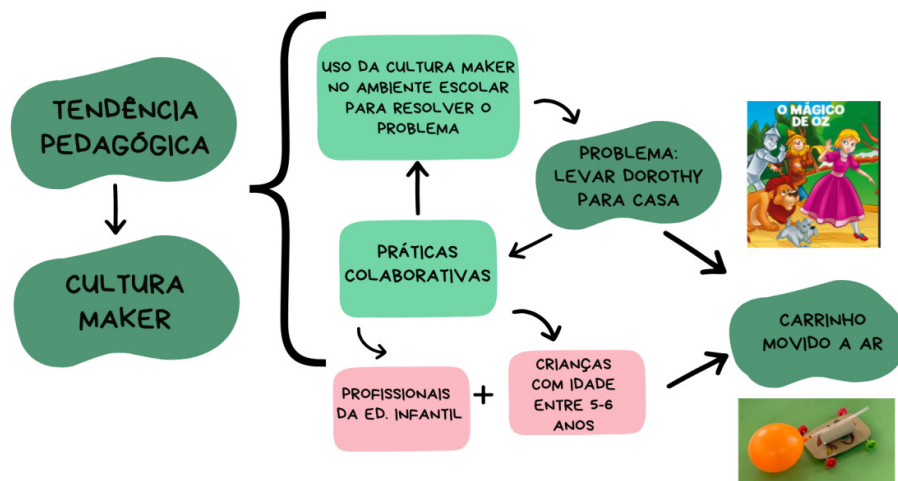 TENDÊNCIA
PEDAGÓGICA
CULTURA
MAKER
USO DA CULTURA MAKER
NO AMBIENTE ESCOLAR
PARA RESOLVER O
PROBLEMA
PROBLEMA:
LEVAR DOROTHY
PARA CASA
PRÁTICAS
COLABORATIVAS
PROFISSIONAIS
DA ED. INFANTIL
+
CRIANÇAS
COM IDADE
ENTRE 5-6
ANOS
O MÁGICO
DE OZ
CARRINHO
MOVIDO A AR